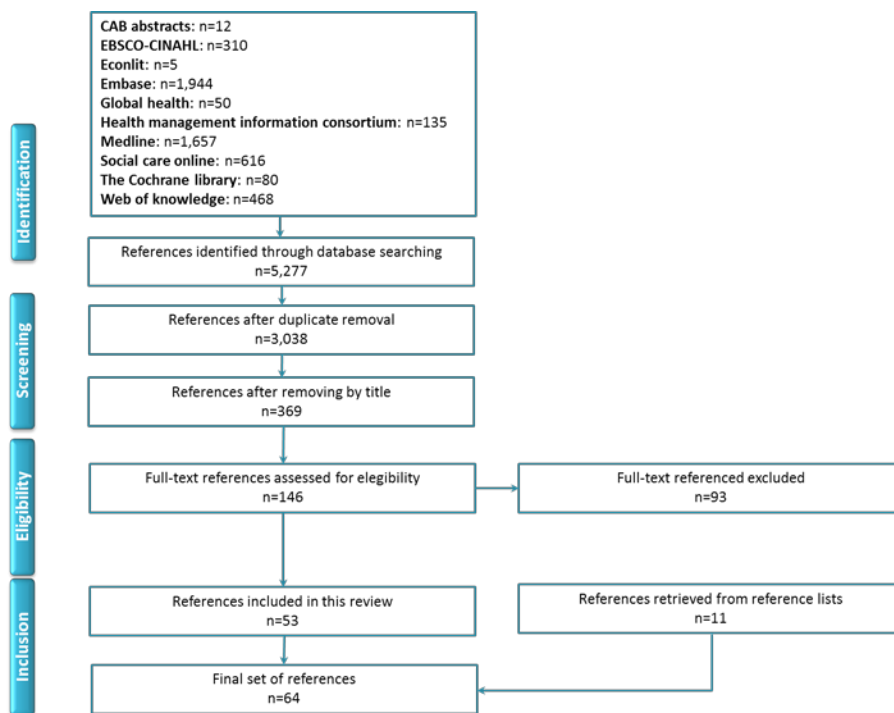 CAB abstracts: n=12
EBSCO-CINAHL: n=310
Econlit: n=5
Embase: n=1,944
Global health: n=50
Health management information consortium: n=135
Medline: n=1,657
Social care online: n=616
The Cochrane library: n=80
Web of knowledge: n=468
Identification
References identified through database searching
n=5,277
Screening
References after duplicate removal
n=3,038
References after removing by title
n=369
Eligibility
Full-text references assessed for elegibility
n=146
Full-text referenced excluded
n=93
Inclusion
References included in this review
n=53
References retrieved from reference lists
n=11
Final set of references
n=64